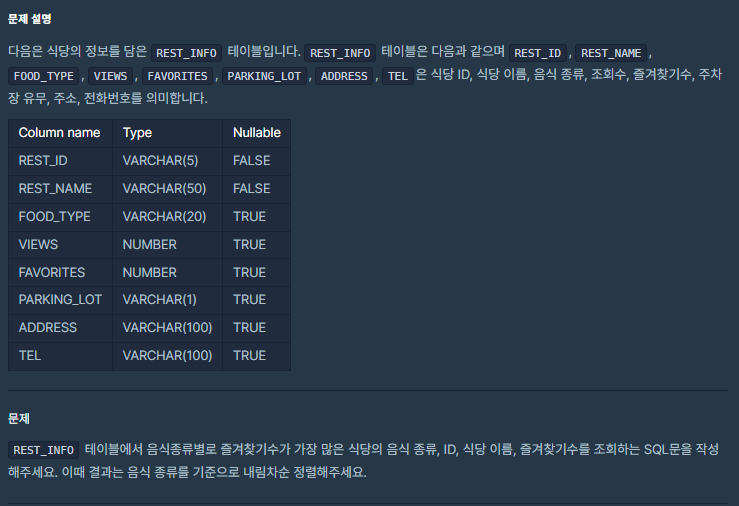 문제 설명
다음은 식당의 정보를 담은 REST_INFO 테이블입니다. REST_INFO 테이블은 다음과 같으며 REST_ID , REST_NAME ,
FOOD_TYPE , VIEWS , FAVORITES , PARKING_LOT , ADDRESS , TEL 은 식당 ID, 식당 이름, 음식 종류, 조회수, 즐겨찾기수, 주차
장 유무, 주소, 전화번호를 의미합니다.
Column name Type Nullable
REST_ID VARCHAR(5) FALSE
REST_NAME VARCHAR(50) FALSE
FOOD_TYPE VARCHAR(20) TRUE
VIEWS NUMBER TRUE
FAVORITES NUMBER TRUE
PARKING_LOT VARCHAR(1) TRUE
ADDRESS VARCHAR(100) TRUE
TEL VARCHAR(100) TRUE
문제
REST_INFO 테이블에서 음식종류별로 즐겨찾기수가 가장 많은 식당의 음식 종류, ID, 식당 이름, 즐겨찾기수를 조회하는 SQL문을 작성
해주세요. 이때 결과는 음식 종류를 기준으로 내림차순 정렬해주세요.